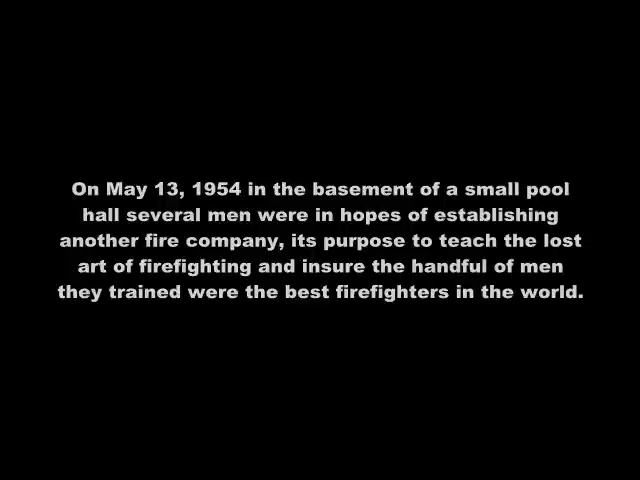 On May 13, 1954 in the basement of a small pool
hall several men were in hopes of establishing
another fire company, its purpose to teach the lost
art of firefighting and insure the handful of men
they trained were the best firefighters in the world.